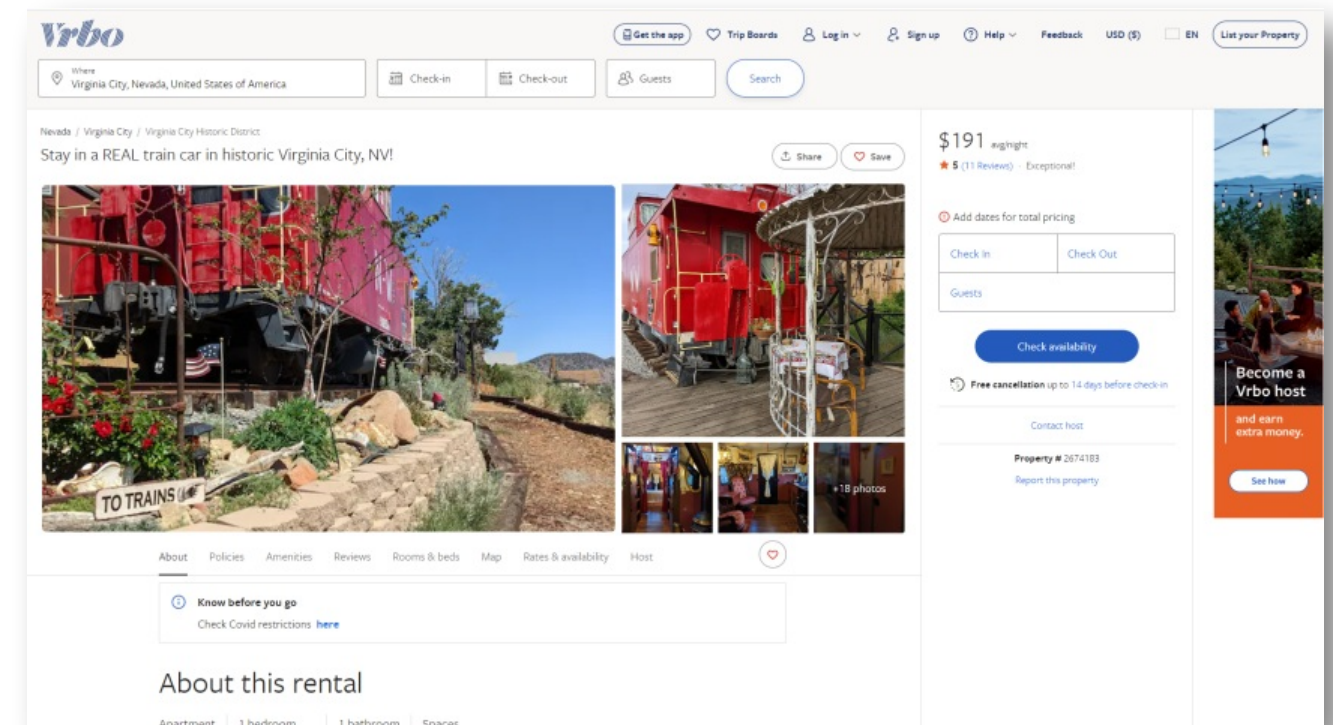 Vrbo
Get the app
Trip Boards
Log in
Sign up
Help
Feedback
USD ($)
EN
List your Property
Where
Virginia City, Nevada, United States of America
Check-in
Check-out
Guests
Search
Nevada / Virginia City / Virginia City Historic District
Stay in a REAL train car in historic Virginia City, NV!
Share
Save
TO TRAINS
+18 photos
$191 avg/night
5 (11 Reviews) · Exceptional!
Add dates for total pricing
Check In
Check Out
Guests
Check availability
Free cancellation up to 14 days before check-in
Contact host
Property # 2674183
Report this property
Become a
Vrbo host
and earn
extra money.
See how
About
Policies
Amenities
Reviews
Rooms & beds
Map
Rates & availability
Host
Know before you go
Check Covid restrictions here
About this rental
Apartment
1 bedroom
1 bathroom
Spaces